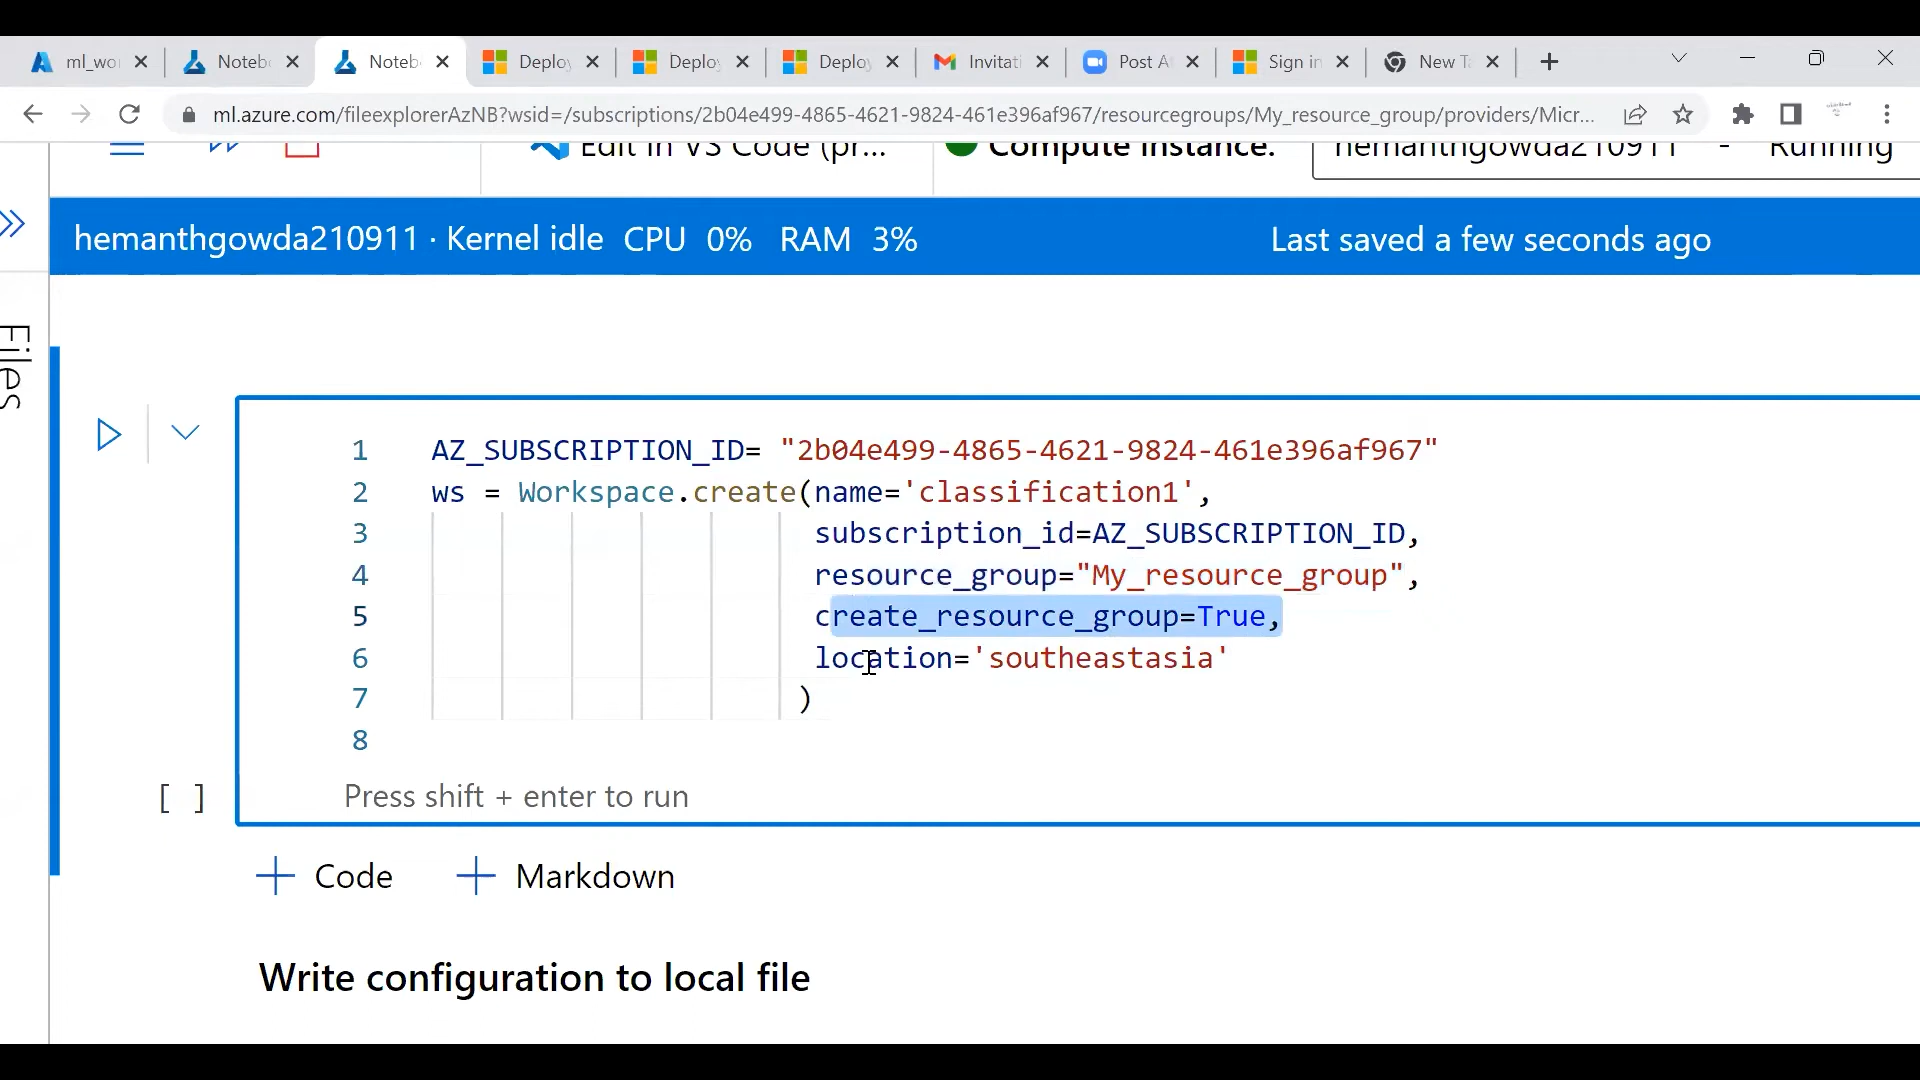 ml_wo
Noteb
Noteb
Deploy
Deploy
Deploy
Invitati
Post A
Sign in
New T
ml.azure.com/fileexplorerAzNB?wsid=/subscriptions/2b04e499-4865-4621-9824-461e396af967/resourcegroups/My_resource_group/providers/Micr...
Edit in VS Code (pr...
Compute instance:
hemanthgowda210911 - Running
hemanthgowda210911 · Kernel idle CPU 0% RAM 3%
Last saved a few seconds ago
Files
1 AZ_SUBSCRIPTION_ID= "2b04e499-4865-4621-9824-461e396af967"
2 ws = Workspace.create(name='classification1',
3 subscription_id=AZ_SUBSCRIPTION_ID,
4 resource_group="My_resource_group",
5 create_resource_group=True,
6 location='southeastasia'
7 )
8
[ ] Press shift + enter to run
+ Code + Markdown
Write configuration to local file